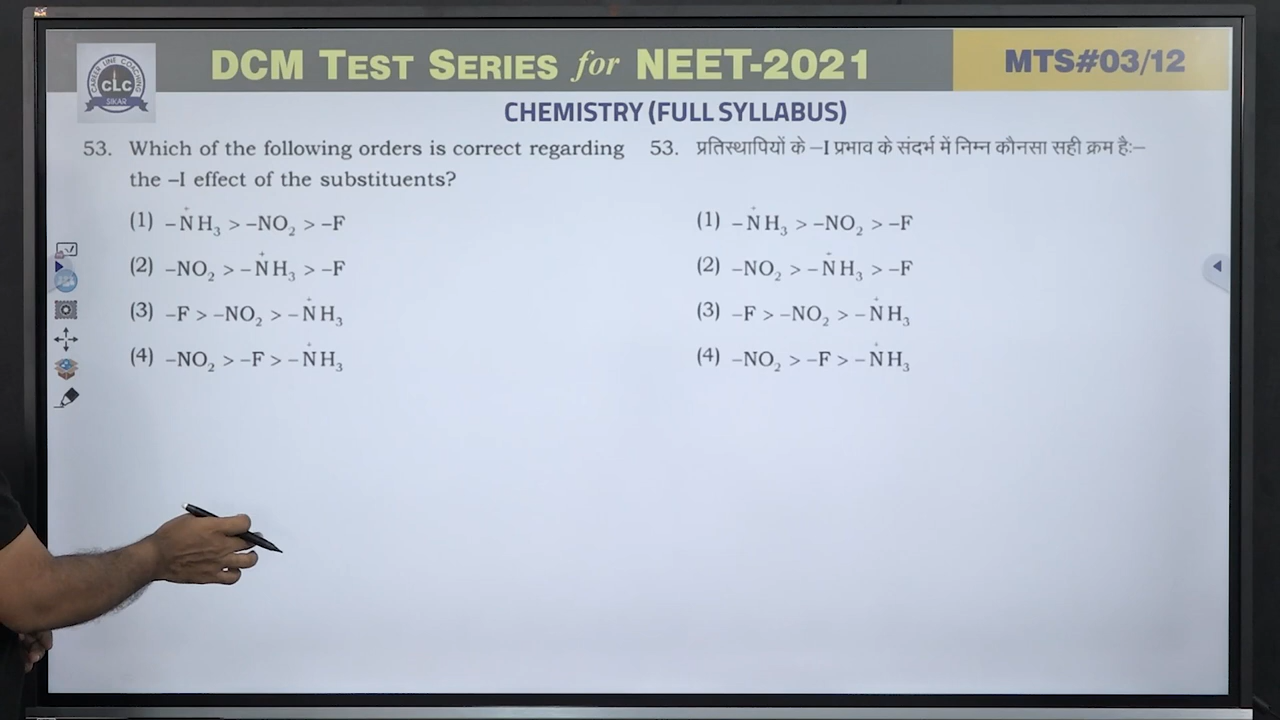 DCM TEST SERIES for NEET-2021
MTS#03/12
CAREER LINE COACHING
CLC
SIKAR
CHEMISTRY (FULL SYLLABUS)
53. Which of the following orders is correct regarding
the –I effect of the substituents?
(1) –N⁺H₃ > –NO₂ > –F
(2) –NO₂ > –N⁺H₃ > –F
(3) –F > –NO₂ > –N⁺H₃
(4) –NO₂ > –F > –N⁺H₃
53. प्रतिस्थापियों के –I प्रभाव के संदर्भ में निम्न कौनसा सही क्रम है:–
(1) –N⁺H₃ > –NO₂ > –F
(2) –NO₂ > –N⁺H₃ > –F
(3) –F > –NO₂ > –N⁺H₃
(4) –NO₂ > –F > –N⁺H₃